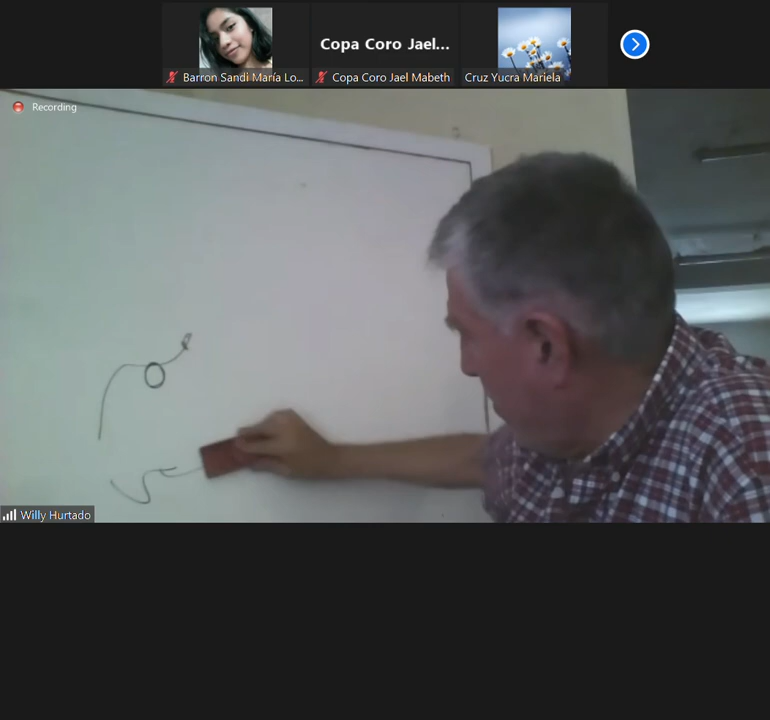 Copa Coro Jael...
Barron Sandi María Lo...
Copa Coro Jael Mabeth
Cruz Yucra Mariela
Recording
Willy Hurtado